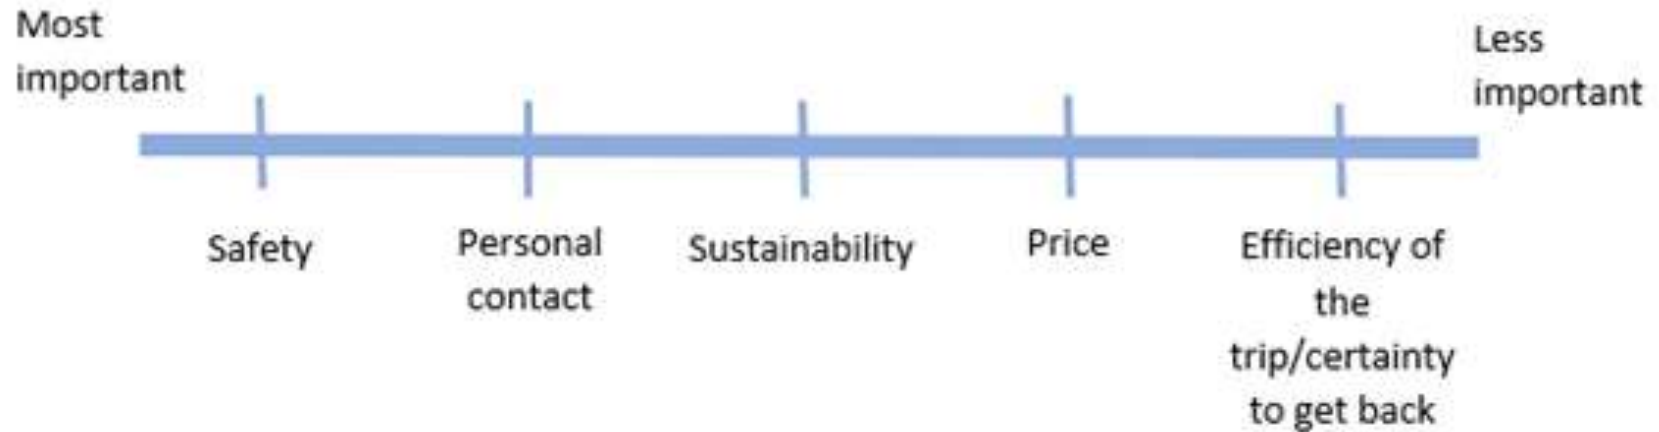 Most
important
Less
important
Safety
Personal
contact
Sustainability
Price
Efficiency of
the
trip/certainty
to get back